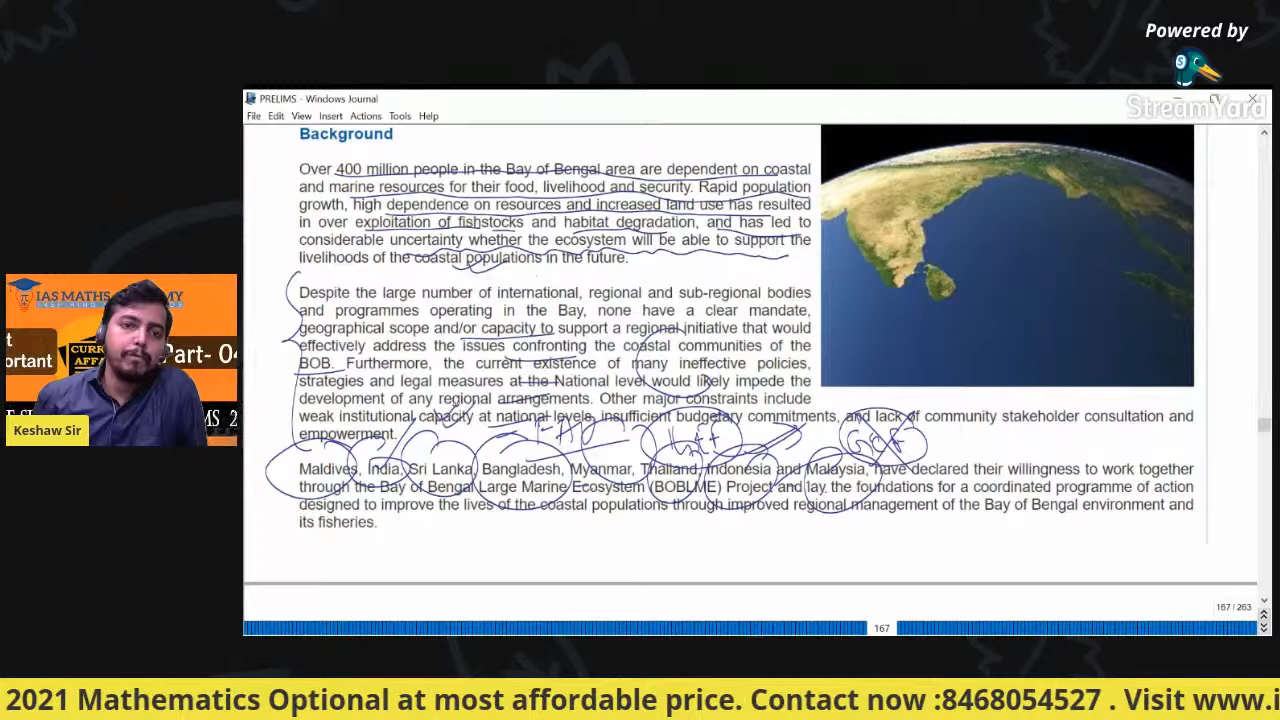 Powered by
StreamYard
PRELIMS - Windows Journal
File Edit View Insert Actions Tools Help
Background
Over 400 million people in the Bay of Bengal area are dependent on coastal
and marine resources for their food, livelihood and security. Rapid population
growth, high dependence on resources and increased land use has resulted
in over exploitation of fishstocks and habitat degradation, and has led to
considerable uncertainty whether the ecosystem will be able to support the
livelihoods of the coastal populations in the future.
Despite the large number of international, regional and sub-regional bodies
and programmes operating in the Bay, none have a clear mandate,
geographical scope and/or capacity to support a regional initiative that would
effectively address the issues confronting the coastal communities of the
BOB. Furthermore, the current existence of many ineffective policies,
strategies and legal measures at the National level would likely impede the
development of any regional arrangements. Other major constraints include
weak institutional capacity at national levels, insufficient budgetary commitments, and lack of community stakeholder consultation and
empowerment.
FAO
Maldives, India, Sri Lanka, Bangladesh, Myanmar, Thailand, Indonesia and Malaysia, have declared their willingness to work together
through the Bay of Bengal Large Marine Ecosystem (BOBLME) Project and lay the foundations for a coordinated programme of action
designed to improve the lives of the coastal populations through improved regional management of the Bay of Bengal environment and
its fisheries.
167 / 263
167
IAS MATHS
Part- 04
Keshaw Sir
2021 Mathematics Optional at most affordable price. Contact now :8468054527 . Visit www.i